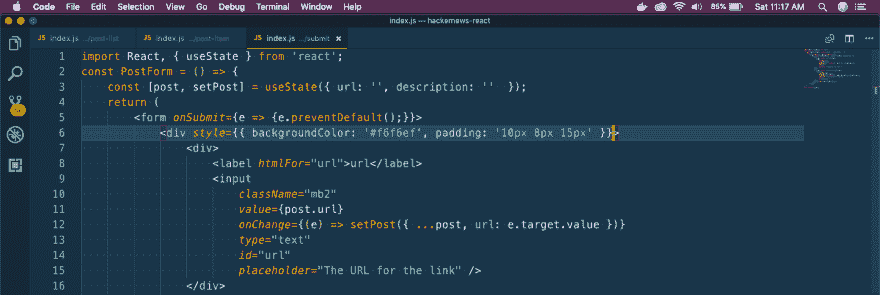 Code File Edit Selection View Go Debug Terminal Window Help 85% Sat 11:17 AM
index.js — hackernews-react
JS index.js .../post-list JS index.js .../post-item JS index.js .../submit ×
1 import React, { useState } from 'react';
2 const PostForm = () => {
3 const [post, setPost] = useState({ url: '', description: '' });
4 return (
5 <form onSubmit={e => {e.preventDefault();}}>
6 <div style={{ backgroundColor: '#f6f6ef', padding: '10px 8px 15px' }}>
7 <div>
8 <label htmlFor="url">url</label>
9 <input
10 className="mb2"
11 value={post.url}
12 onChange={(e) => setPost({ ...post, url: e.target.value })}
13 type="text"
14 id="url"
15 placeholder="The URL for the link" />
16 </div>